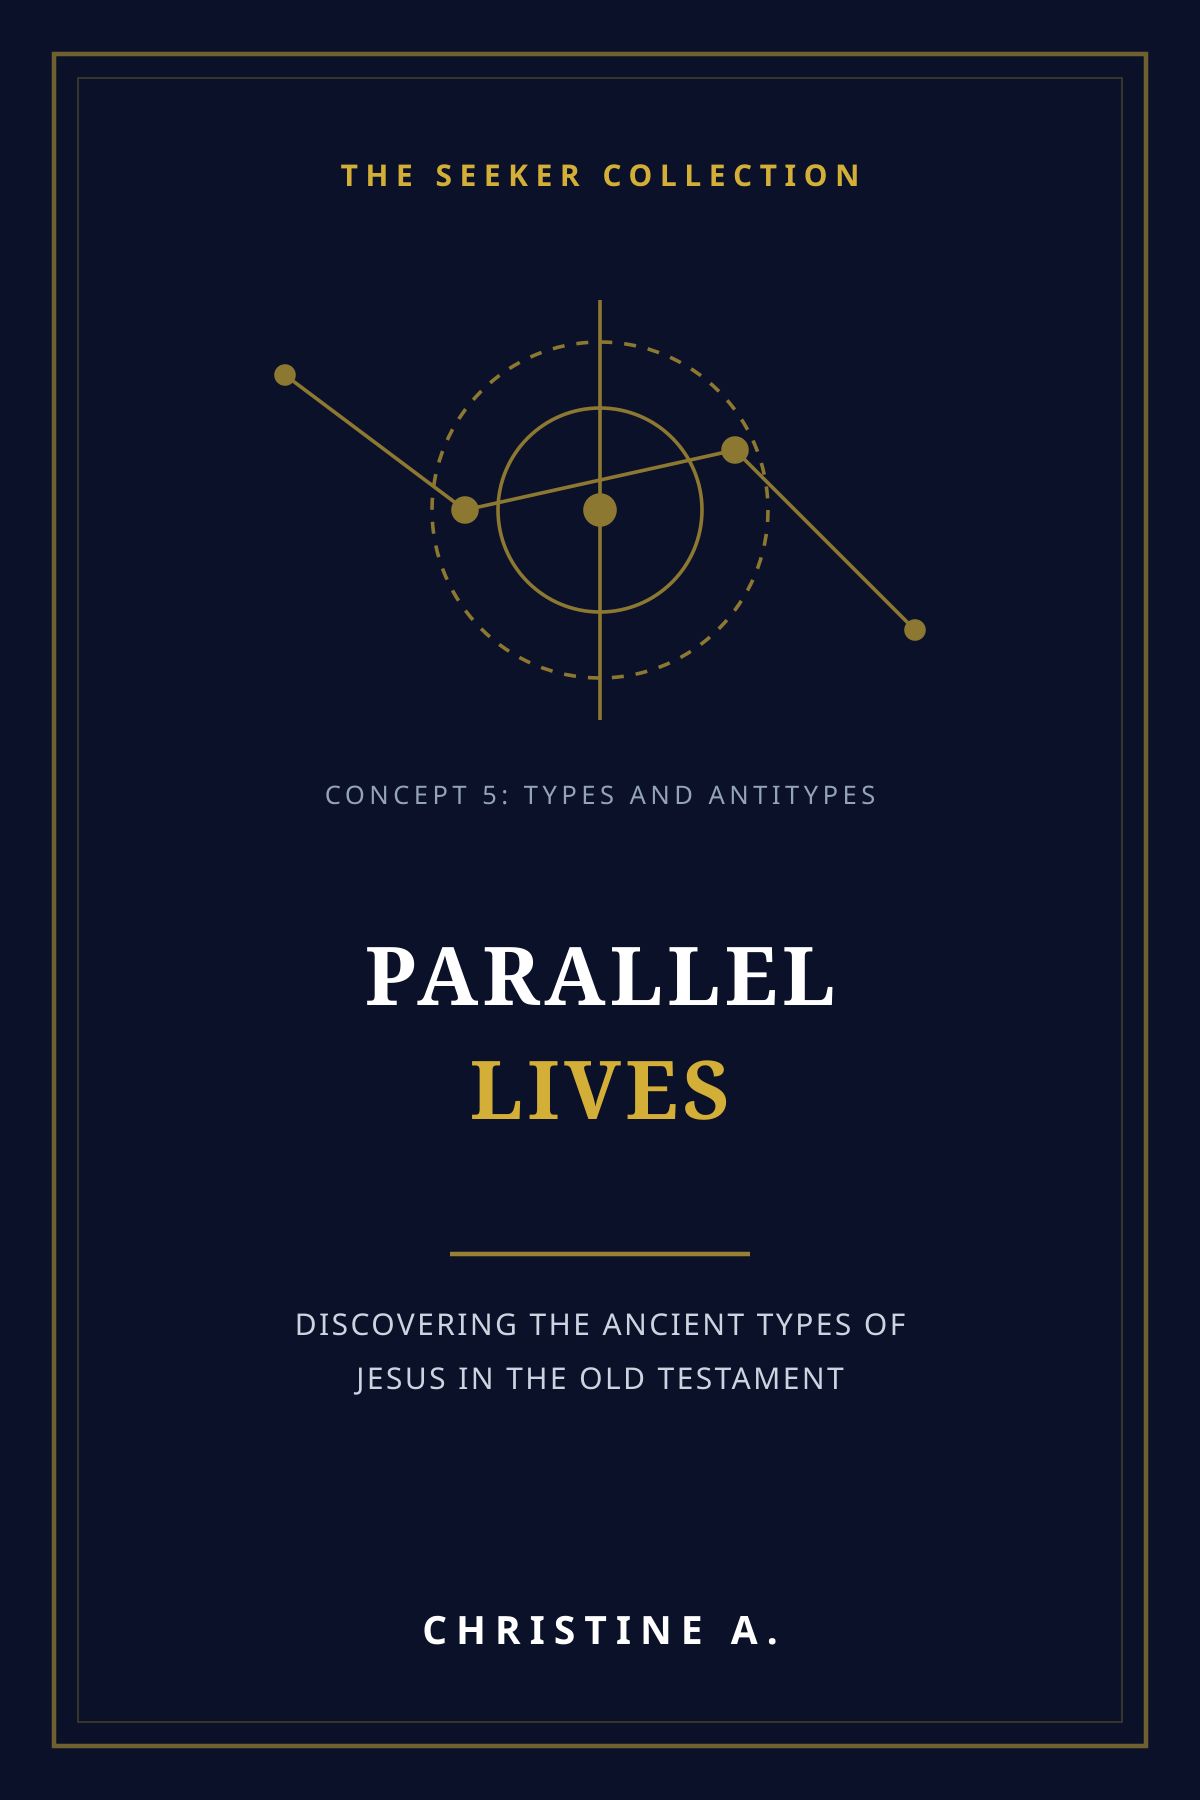 THE SEEKER COLLECTION
CONCEPT 5: TYPES AND ANTITYPES
PARALLEL
LIVES
DISCOVERING THE ANCIENT TYPES OF
JESUS IN THE OLD TESTAMENT
CHRISTINE A.